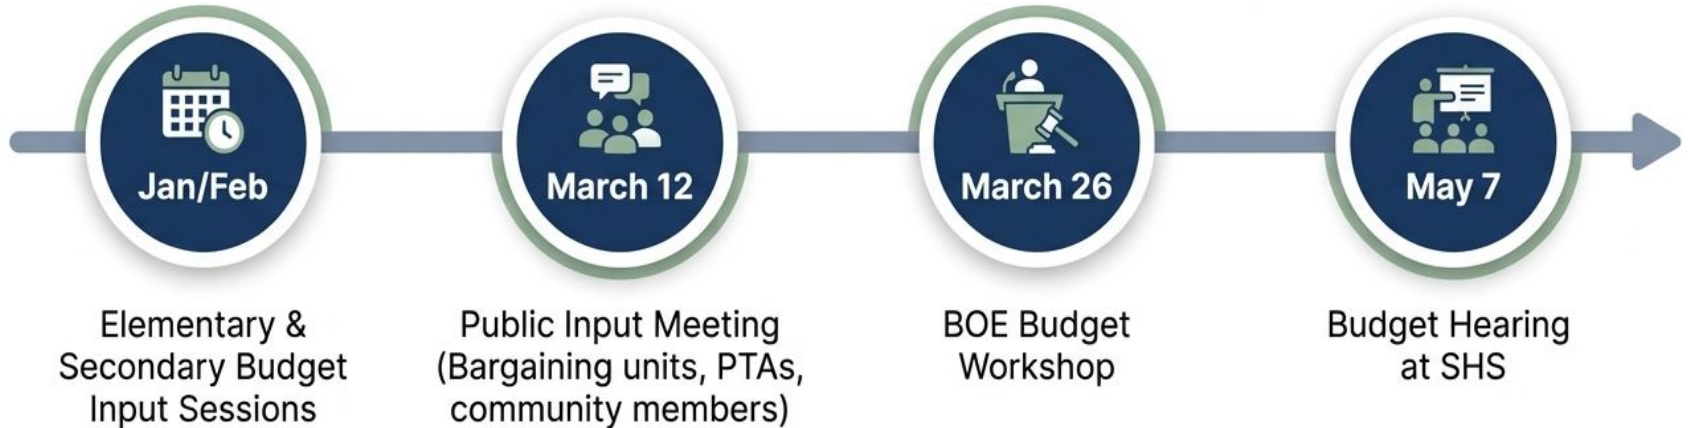 Jan/Feb
Elementary &
Secondary Budget
Input Sessions
March 12
Public Input Meeting
(Bargaining units, PTAs,
community members)
March 26
BOE Budget
Workshop
May 7
Budget Hearing
at SHS